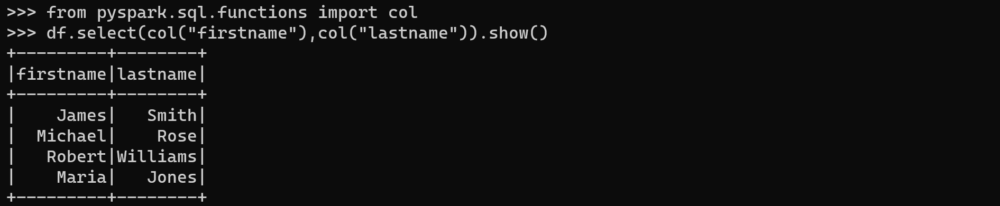 >>> from pyspark.sql.functions import col
>>> df.select(col("firstname"),col("lastname")).show()
+---------+--------+
|firstname|lastname|
+---------+--------+
|    James|   Smith|
|  Michael|    Rose|
|   Robert|Williams|
|    Maria|   Jones|
+---------+--------+